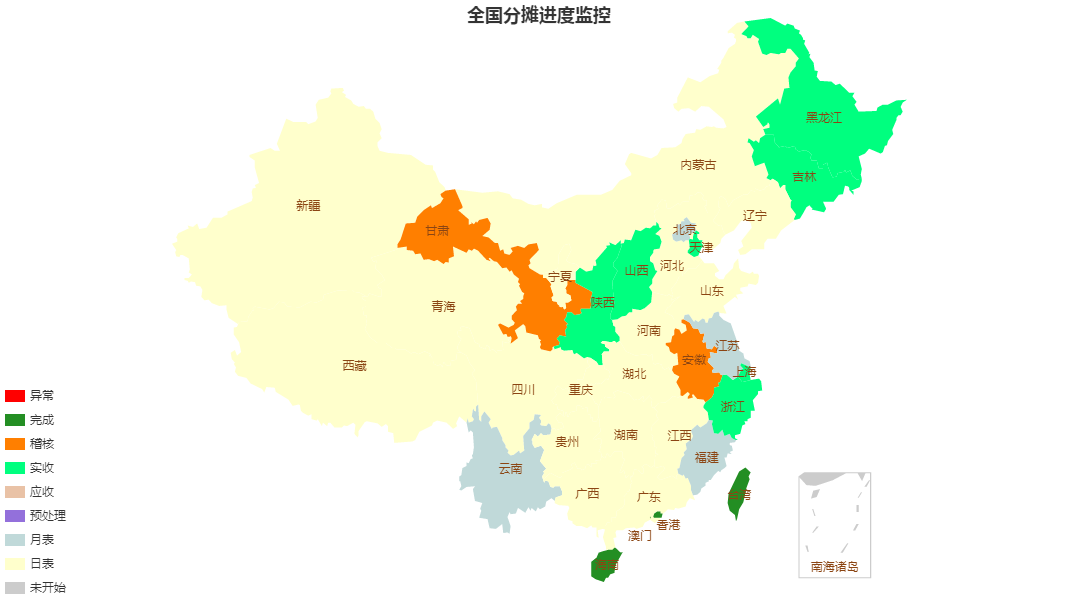 全国分摊进度监控
黑龙江
内蒙古
吉林
新疆
辽宁
甘肃
北京
天津
宁夏
山西
河北
山东
青海
陕西
河南
江苏
西藏
安徽
上海
湖北
四川
重庆
浙江
湖南
江西
贵州
福建
云南
广西
广东
台湾
香港
澳门
海南
南海诸岛
异常
完成
稽核
实收
应收
预处理
月表
日表
未开始